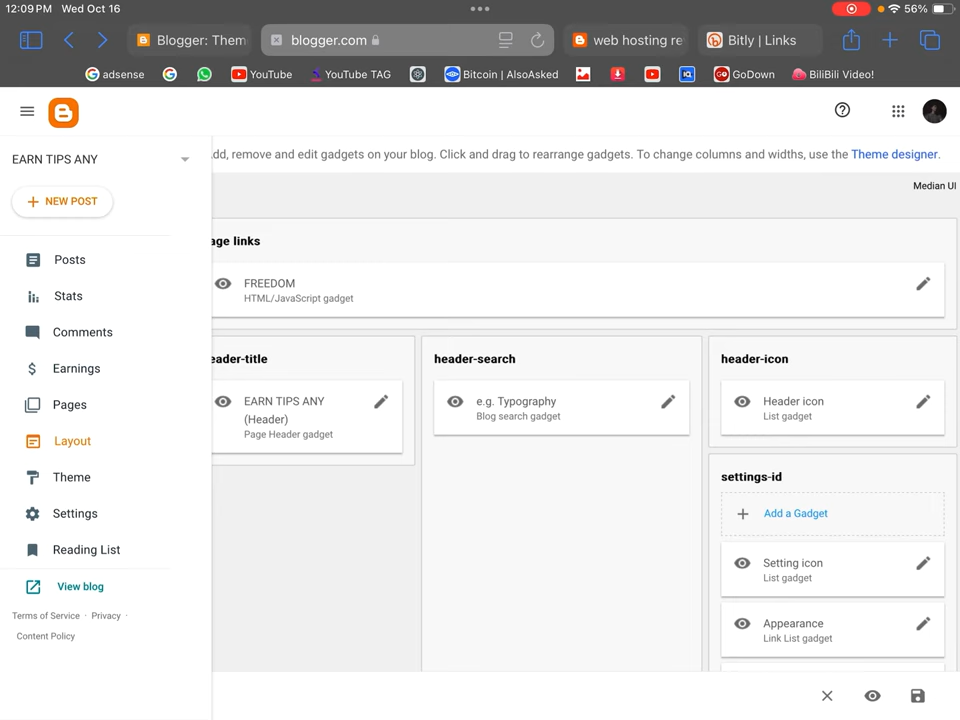 12:09 PM Wed Oct 16
56%
Blogger: Them
blogger.com
web hosting re
Bitly | Links
adsense
YouTube
YouTube TAG
Bitcoin | AlsoAsked
GoDown
BiliBili Video!
EARN TIPS ANY
dd, remove and edit gadgets on your blog. Click and drag to rearrange gadgets. To change columns and widths, use the Theme designer.
NEW POST
Median UI
Posts
Stats
Comments
Earnings
Pages
Layout
Theme
Settings
Reading List
View blog
Terms of Service · Privacy ·
Content Policy
age links
FREEDOM
HTML/JavaScript gadget
eader-title
EARN TIPS ANY
(Header)
Page Header gadget
header-search
e.g. Typography
Blog search gadget
header-icon
Header icon
List gadget
settings-id
Add a Gadget
Setting icon
List gadget
Appearance
Link List gadget